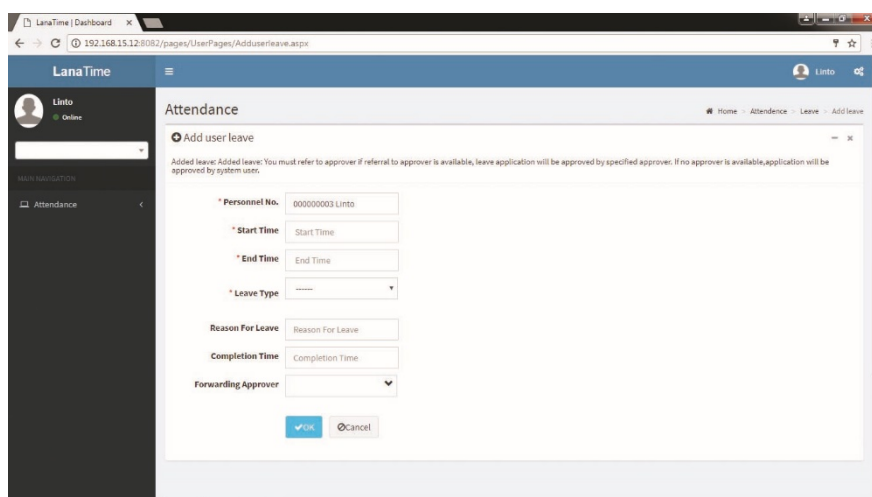 LanaTime | Dashboard
192.168.15.12:8082/pages/UserPages/Adduserleave.aspx
LanaTime
Linto
Linto
Online
MAIN NAVIGATION
Attendance
Attendance
Home > Attendence > Leave > Add leave
Add user leave
Added leave: Added leave: You must refer to approver if referral to approver is available, leave application will be approved by specified approver. If no approver is available,application will be
approved by system user.
* Personnel No. 000000003 Linto
* Start Time Start Time
* End Time End Time
* Leave Type ------
Reason For Leave Reason For Leave
Completion Time Completion Time
Forwarding Approver
OK Cancel